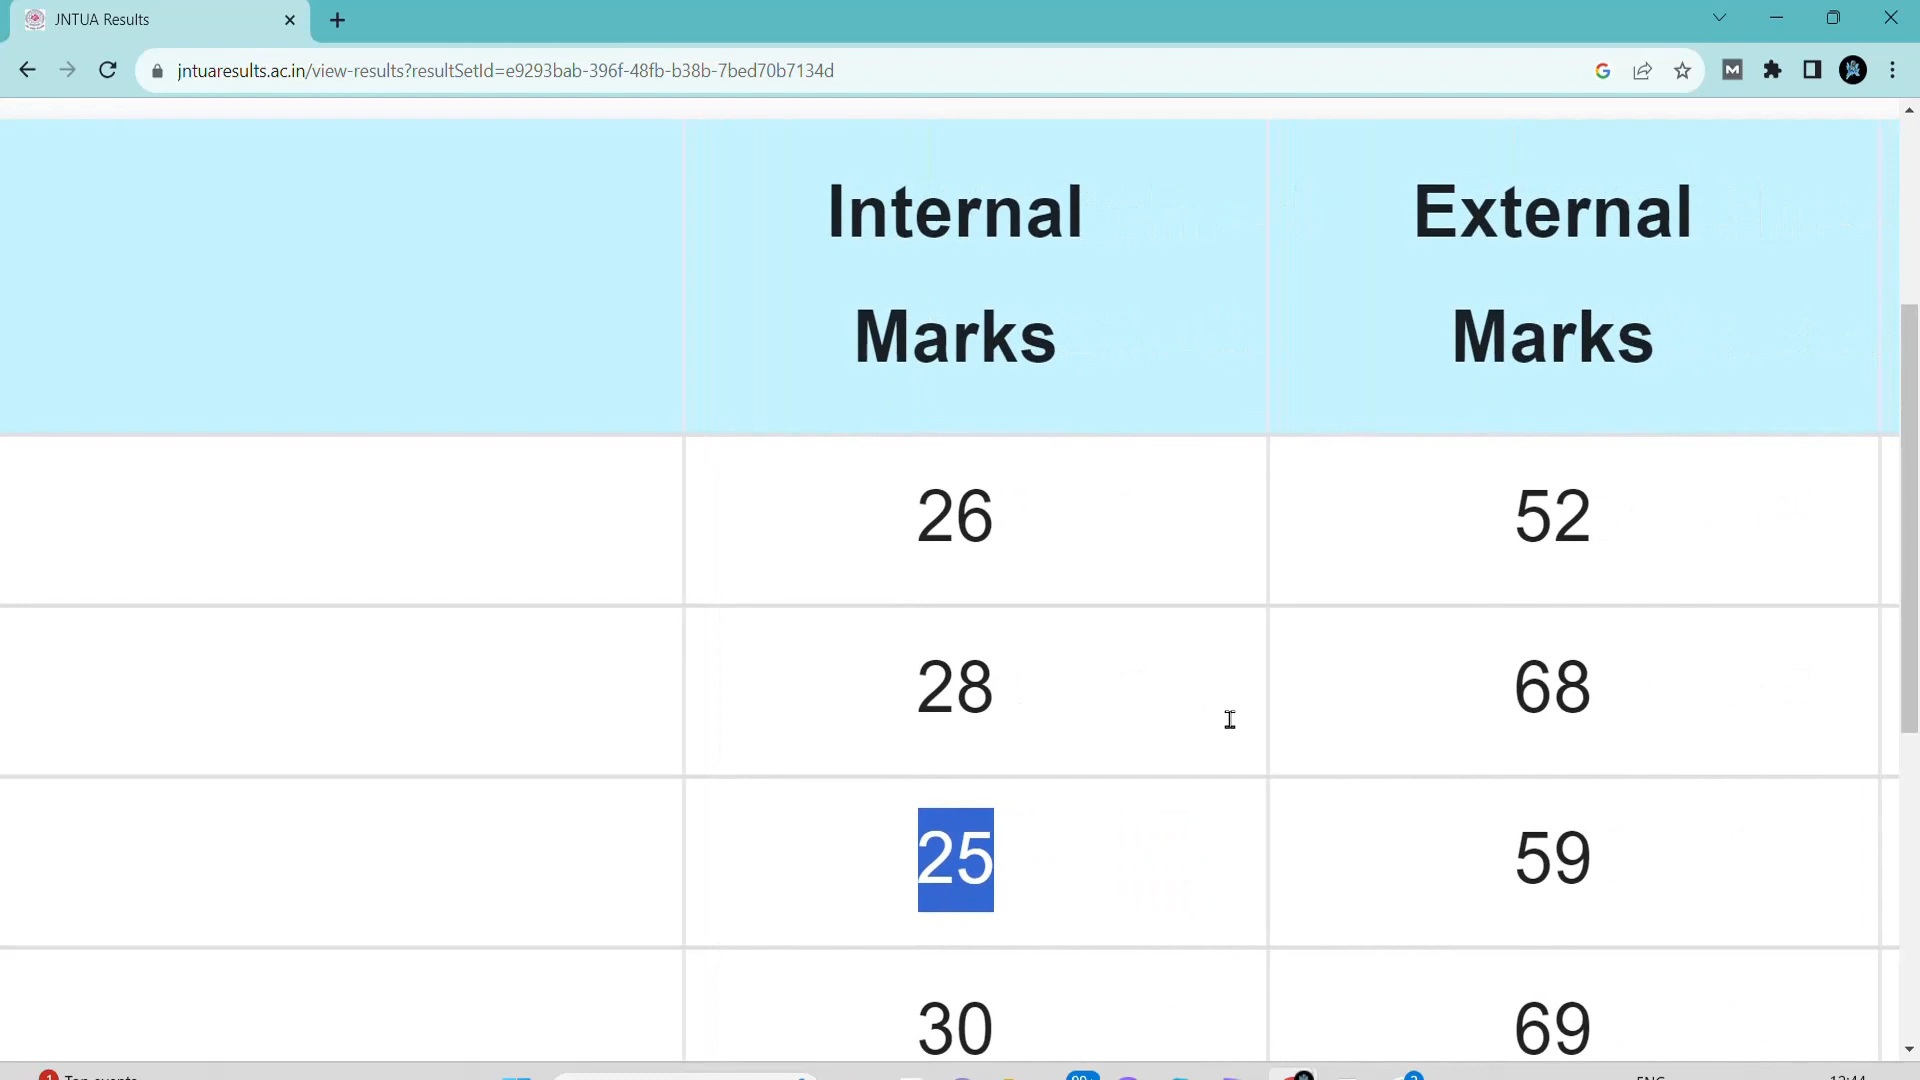 JNTUA Results
jntuaresults.ac.in/view-results?resultSetId=e9293bab-396f-48fb-b38b-7bed70b7134d
Internal Marks
External Marks
26 52
28 68
25 59
30 69